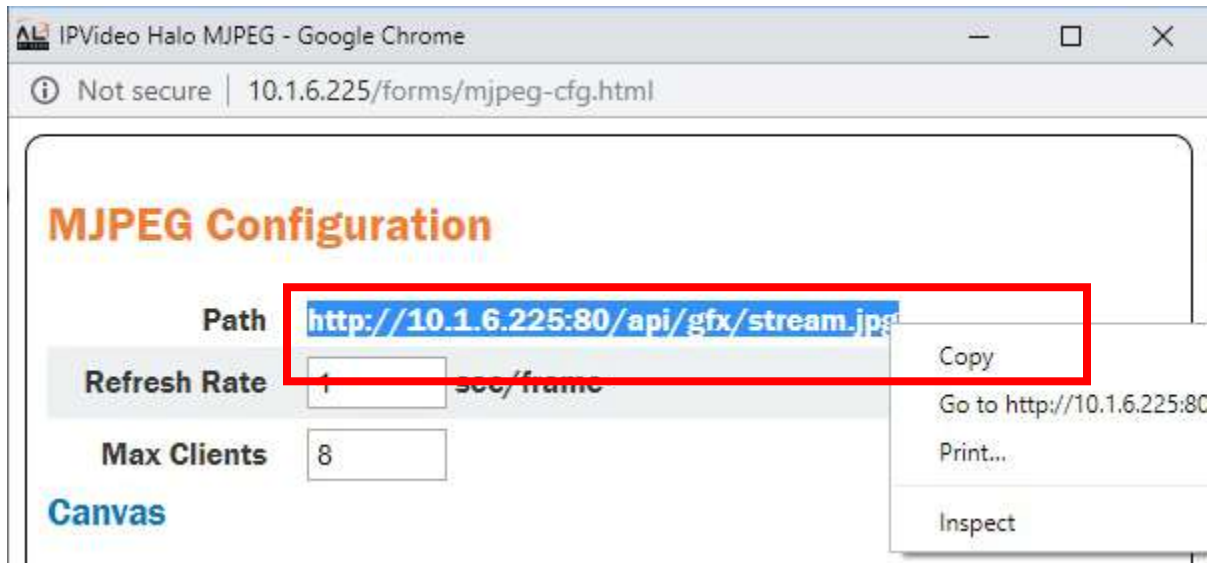 IPVideo Halo MJPEG - Google Chrome
Not secure | 10.1.6.225/forms/mjpeg-cfg.html
MJPEG Configuration
Path http://10.1.6.225:80/api/gfx/stream.jpg
Copy
Refresh Rate 1 sec/frame
Go to http://10.1.6.225:80
Max Clients 8
Print...
Canvas
Inspect